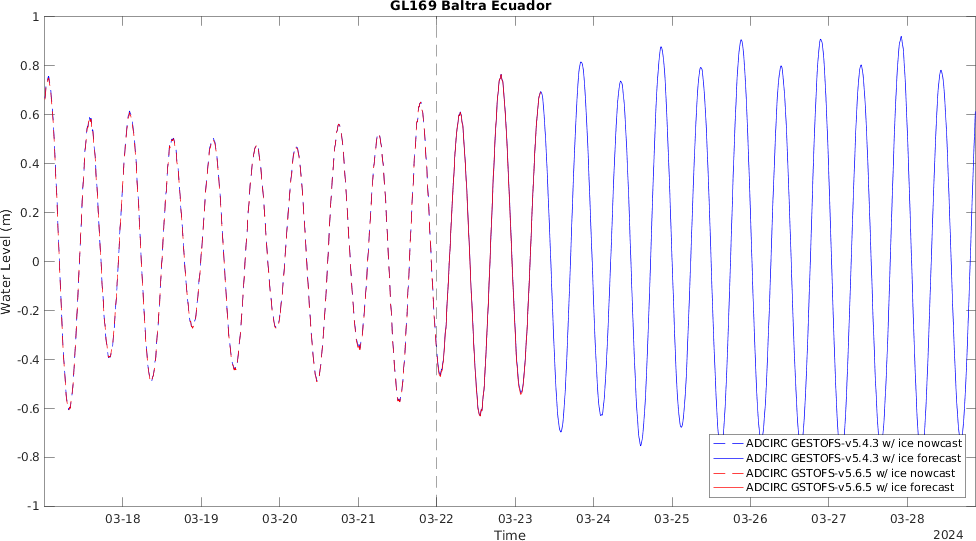 GL169 Baltra Ecuador
1
0.8
0.6
0.4
0.2
0
-0.2
-0.4
-0.6
-0.8
-1
Water Level (m)
ADCIRC GESTOFS-v5.4.3 w/ ice nowcast
ADCIRC GESTOFS-v5.4.3 w/ ice forecast
ADCIRC GSTOFS-v5.6.5 w/ ice nowcast
ADCIRC GSTOFS-v5.6.5 w/ ice forecast
03-18 03-19 03-20 03-21 03-22 03-23 03-24 03-25 03-26 03-27 03-28
Time
2024